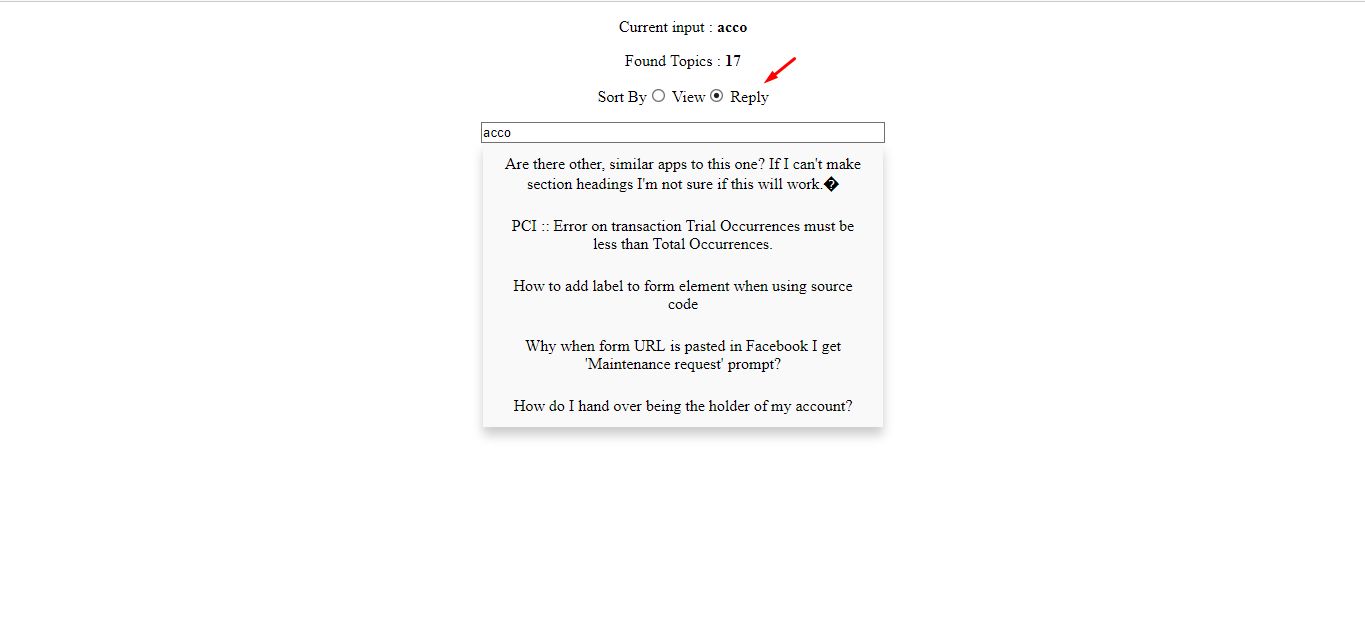 Current input : acco
Found Topics : 17
Sort By View Reply
acco
Are there other, similar apps to this one? If I can't make
section headings I'm not sure if this will work.�
PCI :: Error on transaction Trial Occurrences must be
less than Total Occurrences.
How to add label to form element when using source
code
Why when form URL is pasted in Facebook I get
'Maintenance request' prompt?
How do I hand over being the holder of my account?